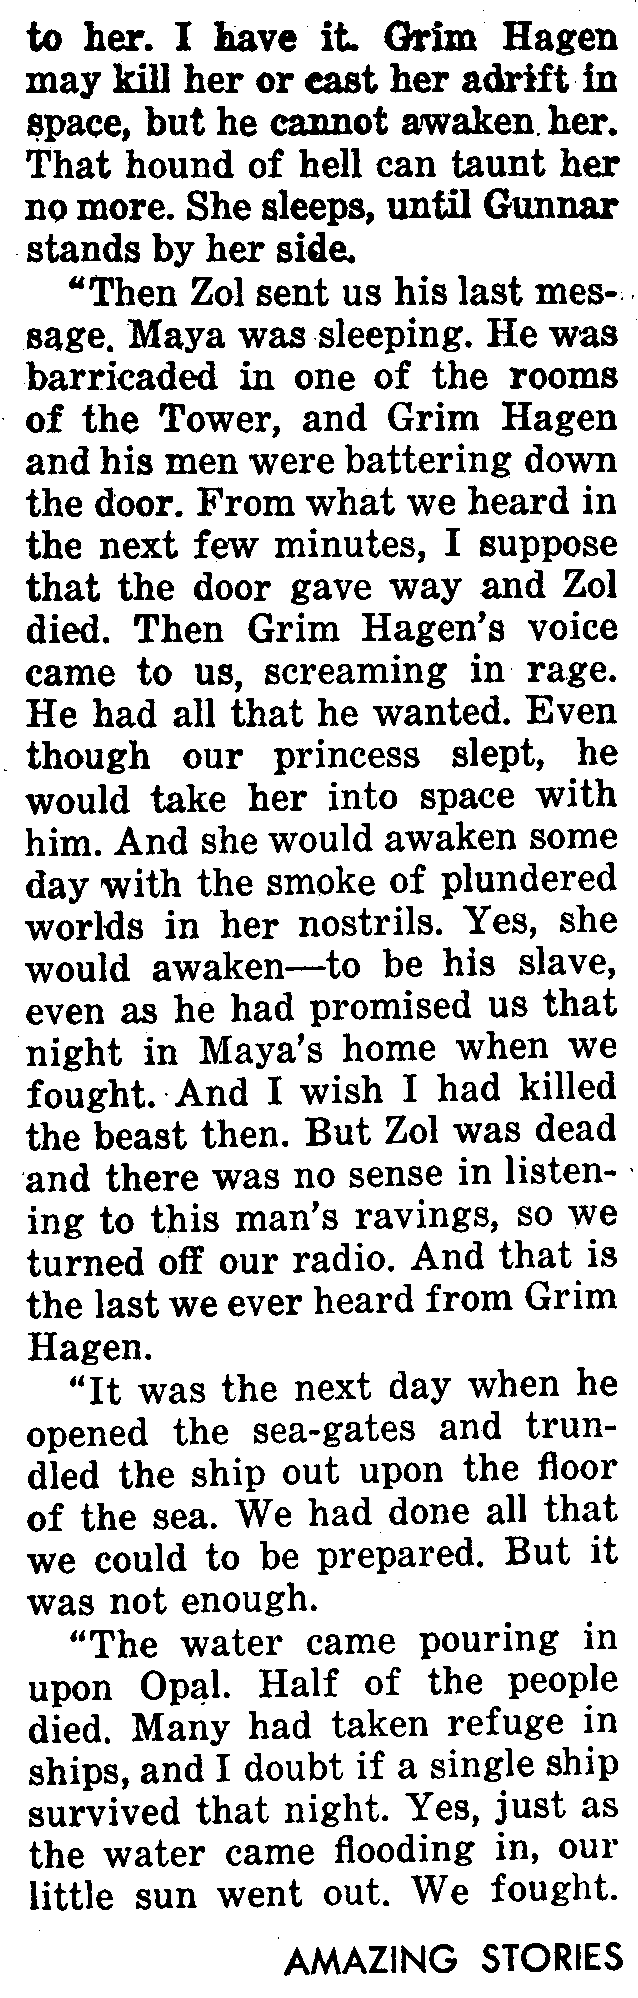 to her. I have it. Grim Hagen
may kill her or cast her adrift in
space, but he cannot awaken her.
That hound of hell can taunt her
no more. She sleeps, until Gunnar
stands by her side.
“Then Zol sent us his last mes-
sage. Maya was sleeping. He was
barricaded in one of the rooms
of the Tower, and Grim Hagen
and his men were battering down
the door. From what we heard in
the next few minutes, I suppose
that the door gave way and Zol
died. Then Grim Hagen's voice
came to us, screaming in rage.
He had all that he wanted. Even
though our princess slept, he
would take her into space with
him. And she would awaken some
day with the smoke of plundered
worlds in her nostrils. Yes, she
would awaken—to be his slave,
even as he had promised us that
night in Maya's home when we
fought. And I wish I had killed
the beast then. But Zol was dead
and there was no sense in listen-
ing to this man's ravings, so we
turned off our radio. And that is
the last we ever heard from Grim
Hagen.
“It was the next day when he
opened the sea-gates and trun-
dled the ship out upon the floor
of the sea. We had done all that
we could to be prepared. But it
was not enough.
“The water came pouring in
upon Opal. Half of the people
died. Many had taken refuge in
ships, and I doubt if a single ship
survived that night. Yes, just as
the water came flooding in, our
little sun went out. We fought.
AMAZING STORIES